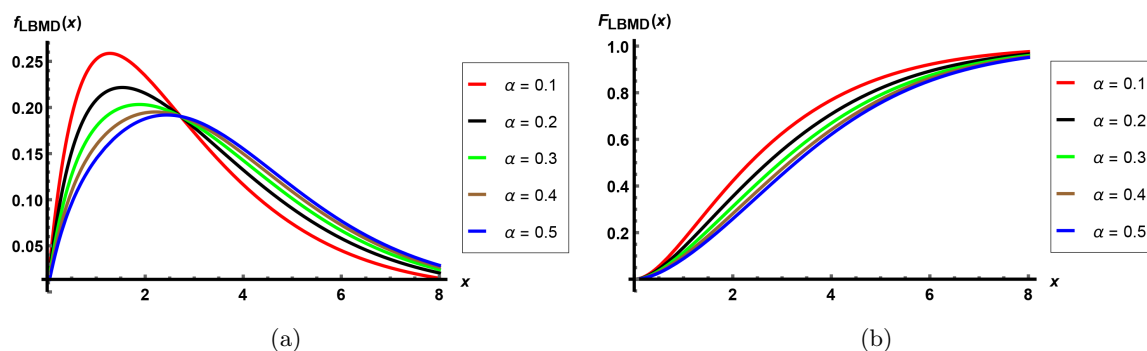 f_LBMD(x)
0.25
0.20
0.15
0.10
0.05
2
4
6
8
x
α = 0.1
α = 0.2
α = 0.3
α = 0.4
α = 0.5
(a)
F_LBMD(x)
1.0
0.8
0.6
0.4
0.2
2
4
6
8
x
α = 0.1
α = 0.2
α = 0.3
α = 0.4
α = 0.5
(b)